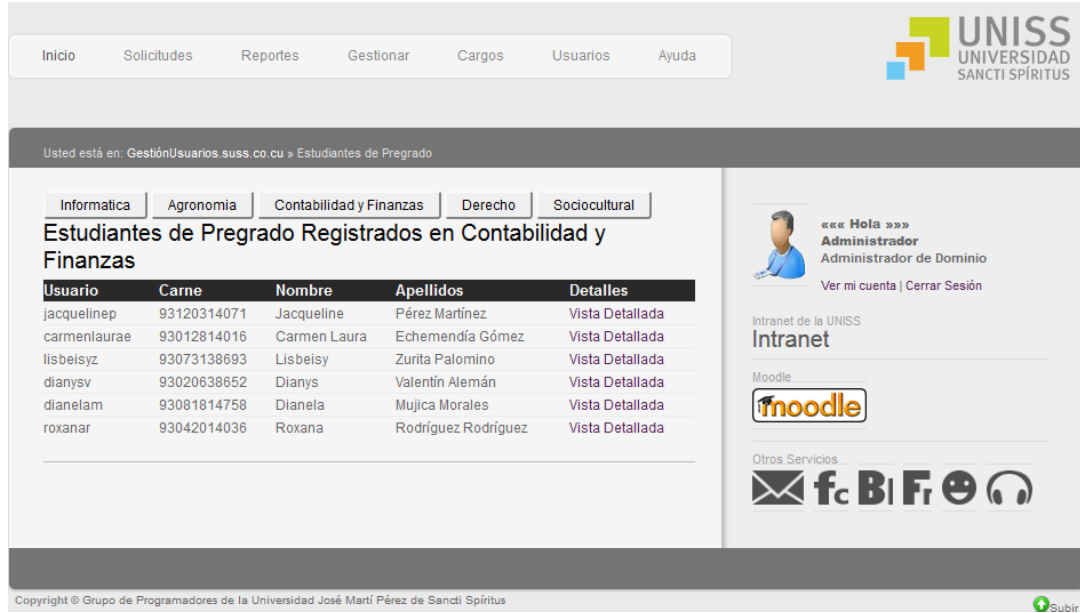 Inicio Solicitudes Reportes Gestionar Cargos Usuarios Ayuda
UNISS
UNIVERSIDAD
SANCTI SPÍRITUS
Usted está en: GestiónUsuarios.suss.co.cu » Estudiantes de Pregrado
Informatica Agronomia Contabilidad y Finanzas Derecho Sociocultural
Estudiantes de Pregrado Registrados en Contabilidad y
Finanzas
Usuario Carne Nombre Apellidos Detalles
jacquelinep 93120314071 Jacqueline Pérez Martínez Vista Detallada
carmenlaurae 93012814016 Carmen Laura Echemendía Gómez Vista Detallada
lisbeisyz 93073138693 Lisbeisy Zurita Palomino Vista Detallada
dianysv 93020638652 Dianys Valentín Alemán Vista Detallada
dianelam 93081814758 Dianela Mujica Morales Vista Detallada
roxanar 93042014036 Roxana Rodríguez Rodríguez Vista Detallada
««« Hola »»»
Administrador
Administrador de Dominio
Ver mi cuenta | Cerrar Sesión
Intranet de la UNISS
Intranet
Moodle
moodle
Otros Servicios
fc Bl Fr
Copyright © Grupo de Programadores de la Universidad José Martí Pérez de Sancti Spíritus
Subir